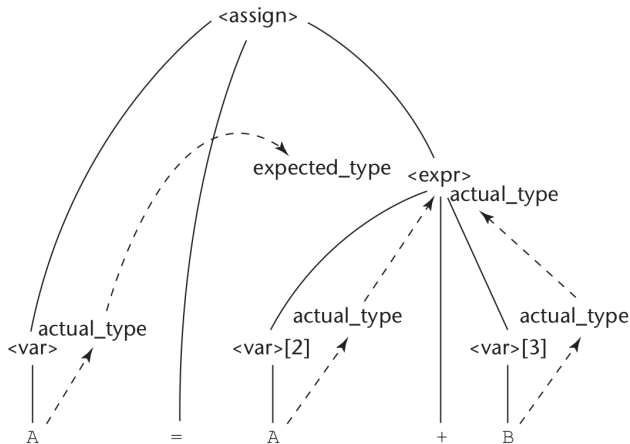 <assign>
expected_type
<expr>
actual_type
actual_type
actual_type
actual_type
<var>
<var>[2]
<var>[3]
A
=
A
+
B